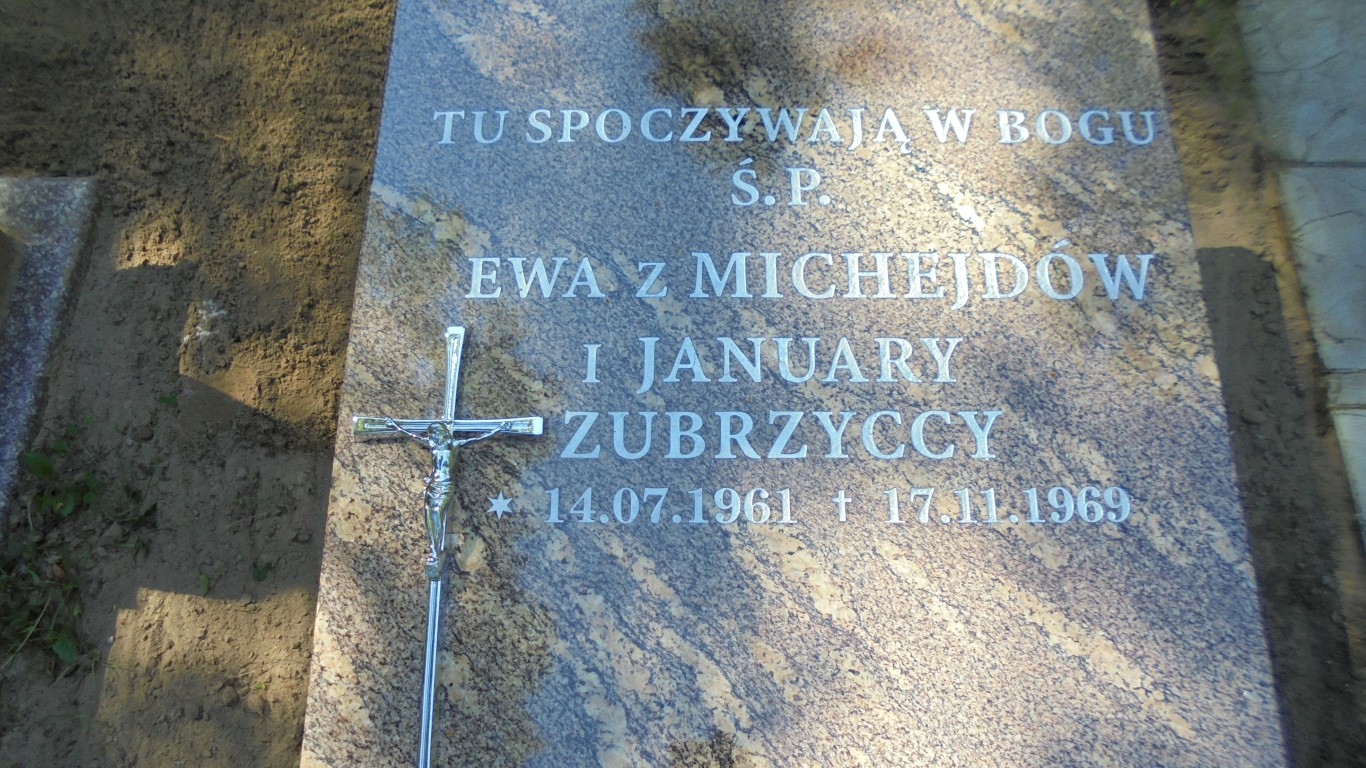 TU SPOCZYWAJĄ W BOGU
Ś.P.
EWA Z MICHEJDÓW
I JANUARY
ZUBRZYCCY
* 14.07.1961 † 17.11.1969